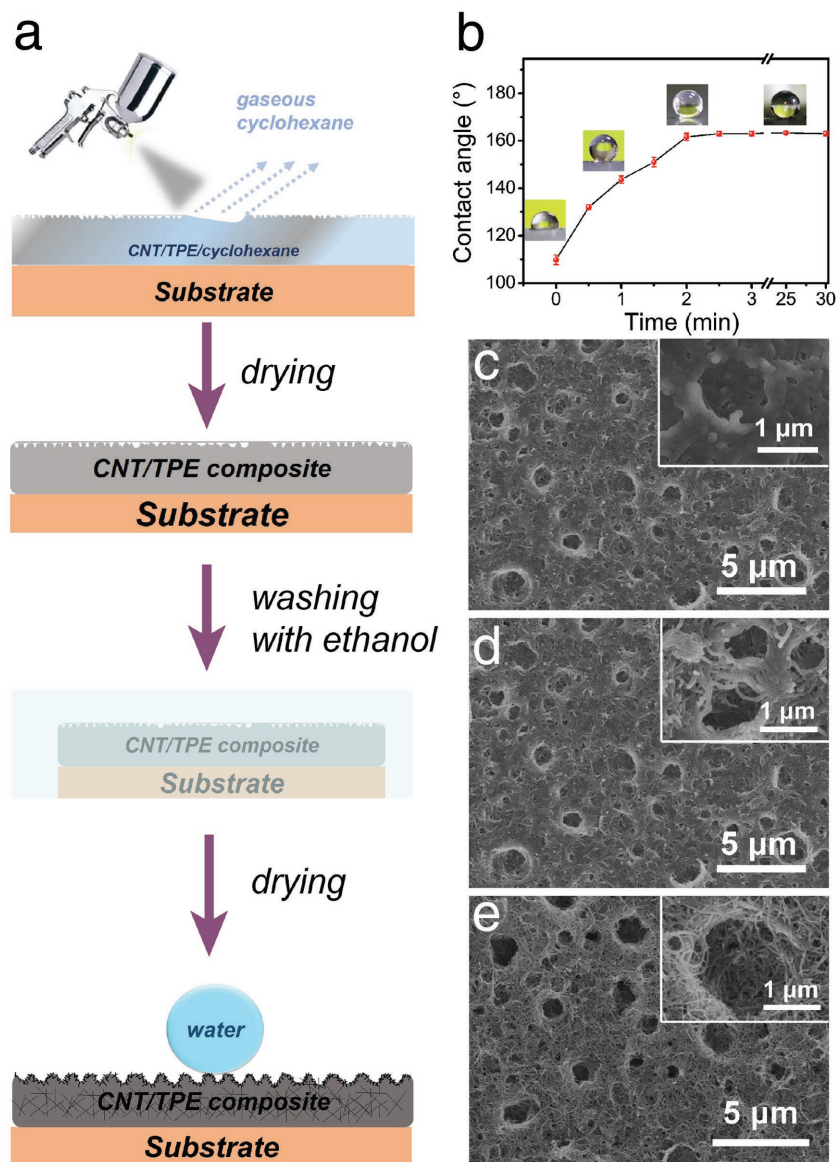 a
gaseous
cyclohexane
CNT/TPE/cyclohexane
Substrate
drying
CNT/TPE composite
Substrate
washing
with ethanol
CNT/TPE composite
Substrate
drying
water
CNT/TPE composite
Substrate
b
Contact angle (°)
180
160
140
120
100
0 1 2 3 25 30
Time (min)
c
1 µm
5 µm
d
1 µm
5 µm
e
1 µm
5 µm